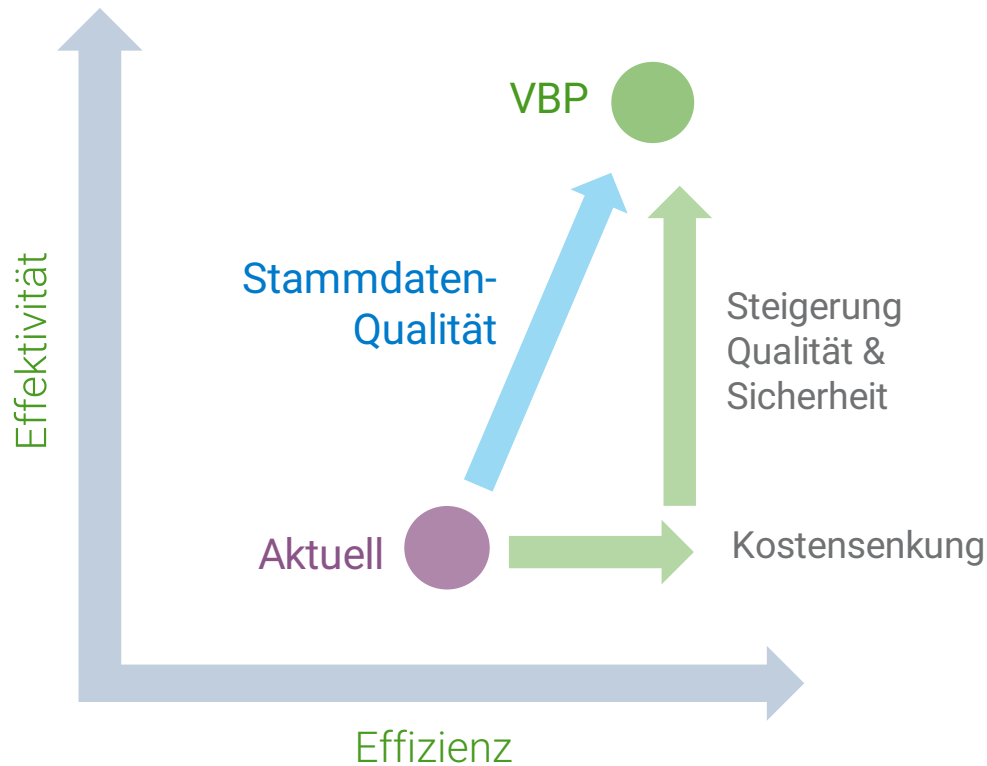 VBP
Stammdaten-
Qualität
Effektivität
Steigerung
Qualität &
Sicherheit
Aktuell
Kostensenkung
Effizienz